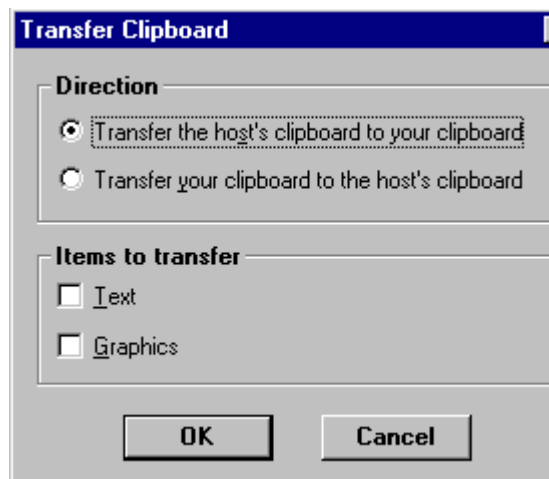 Transfer Clipboard
Direction
Transfer the host's clipboard to your clipboard
Transfer your clipboard to the host's clipboard
Items to transfer
Text
Graphics
OK Cancel